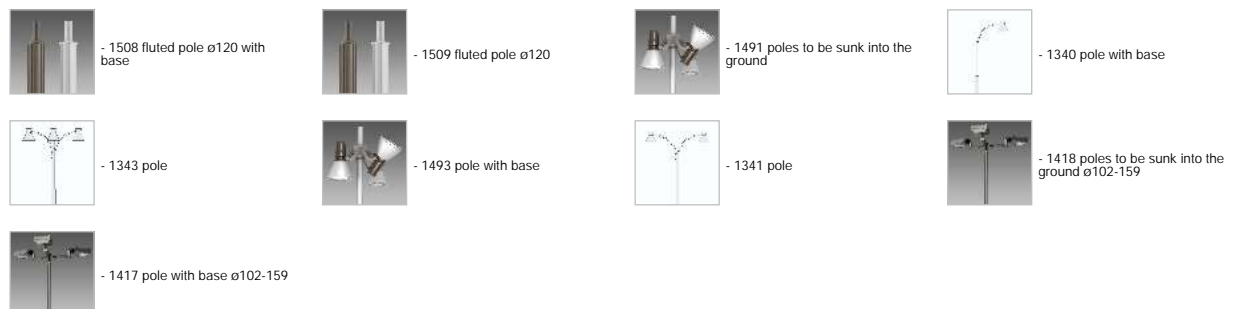 - 1508 fluted pole ø120 with
base
- 1509 fluted pole ø120
- 1491 poles to be sunk into the
ground
- 1340 pole with base
- 1343 pole
- 1493 pole with base
- 1341 pole
- 1418 poles to be sunk into the
ground ø102-159
- 1417 pole with base ø102-159